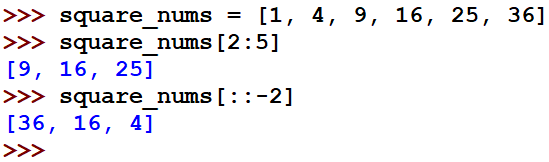 >>> square_nums = [1, 4, 9, 16, 25, 36]
>>> square_nums[2:5]
[9, 16, 25]
>>> square_nums[::-2]
[36, 16, 4]
>>>